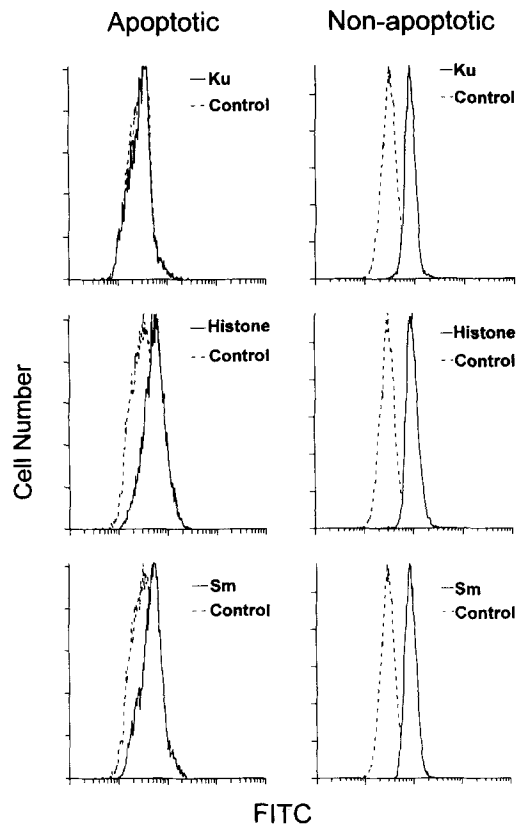 Apoptotic
Non-apoptotic
Ku
Control
Ku
Control
Histone
Control
Histone
Control
Sm
Control
Sm
Control
Cell Number
FITC